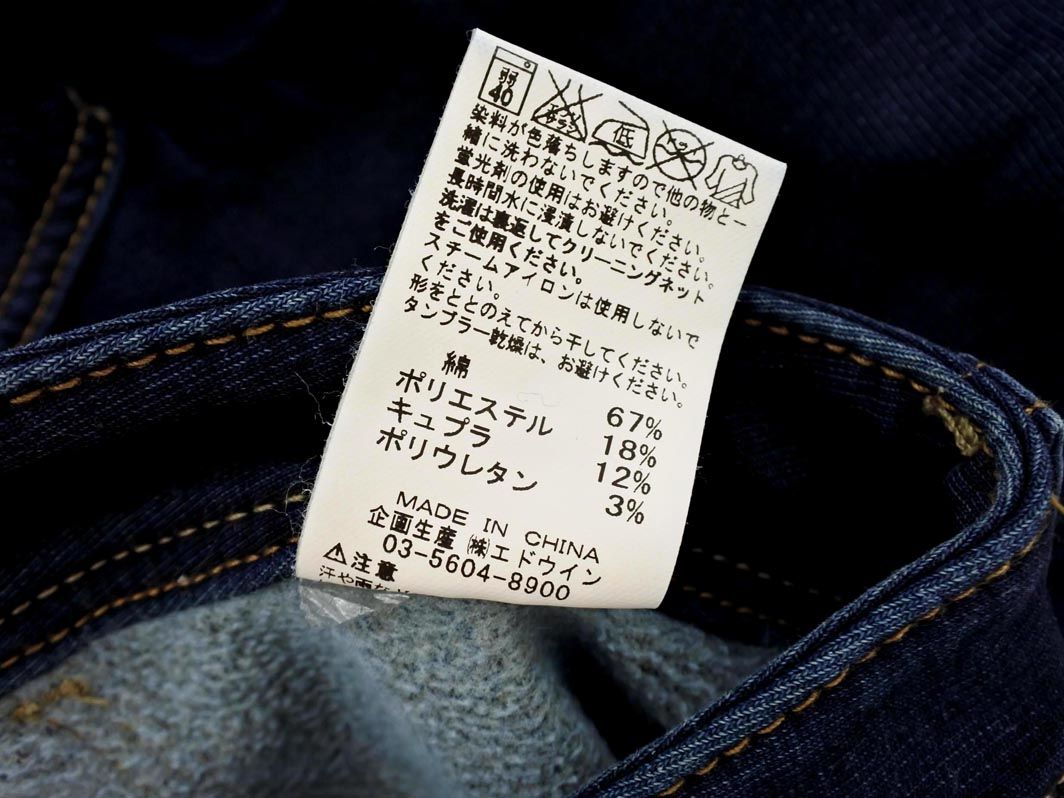 弱
40
低
染料が色落ちしますので他の物と一
緒に洗わないでください。
蛍光剤の使用はお避けください。
長時間水に浸漬しないでください。
洗濯は裏返してクリーニングネット
をご使用ください。
スチームアイロンは使用しないで
ください。
形をととのえてから干してください。
タンブラー乾燥は、お避けください。
綿 67%
ポリエステル 18%
キュプラ 12%
ポリウレタン 3%
MADE IN CHINA
企画生産 ㈱エドウイン
03-5604-8900
⚠注意
汗や雨など